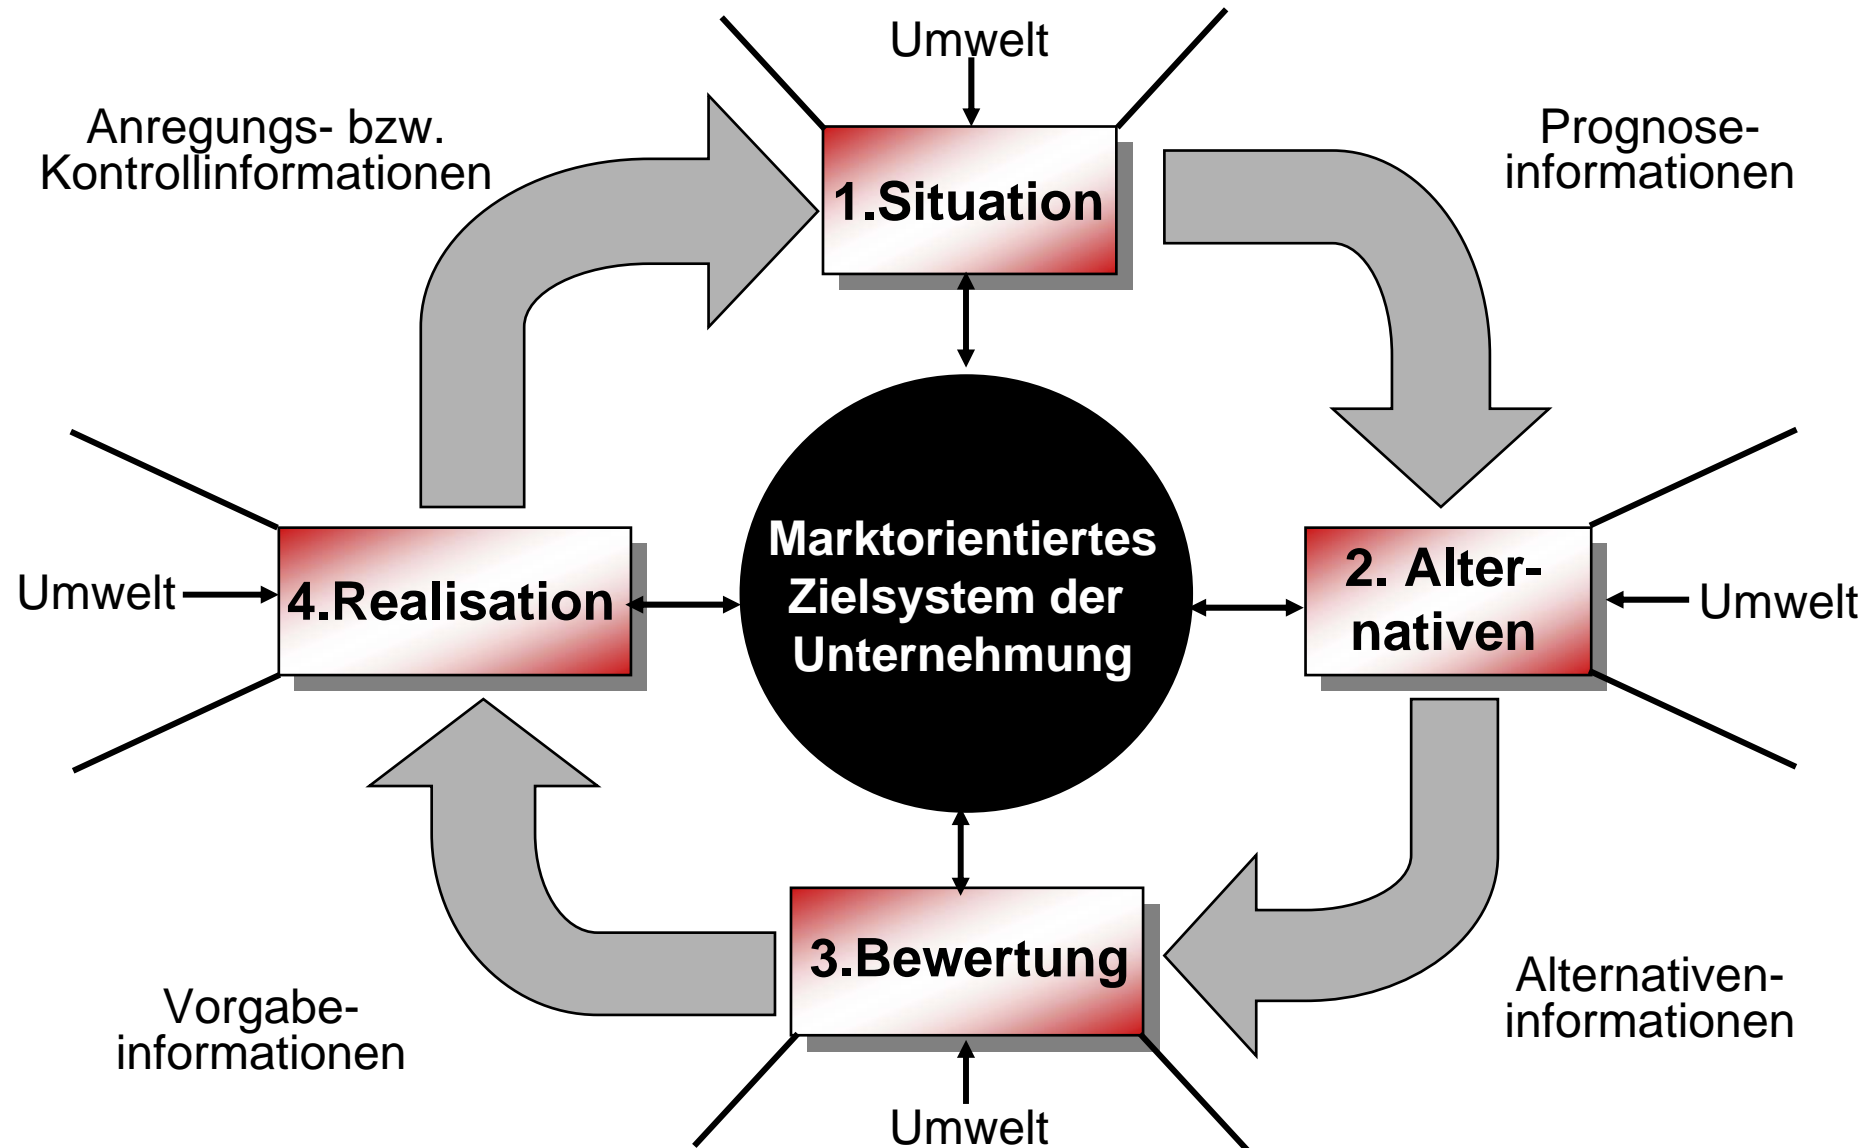 Umwelt
Anregungs- bzw.
Kontrollinformationen
Prognose-
informationen
1.Situation
Marktorientiertes
Zielsystem der
Unternehmung
Umwelt
4.Realisation
2. Alter-
nativen
Umwelt
3.Bewertung
Vorgabe-
informationen
Alternativen-
informationen
Umwelt